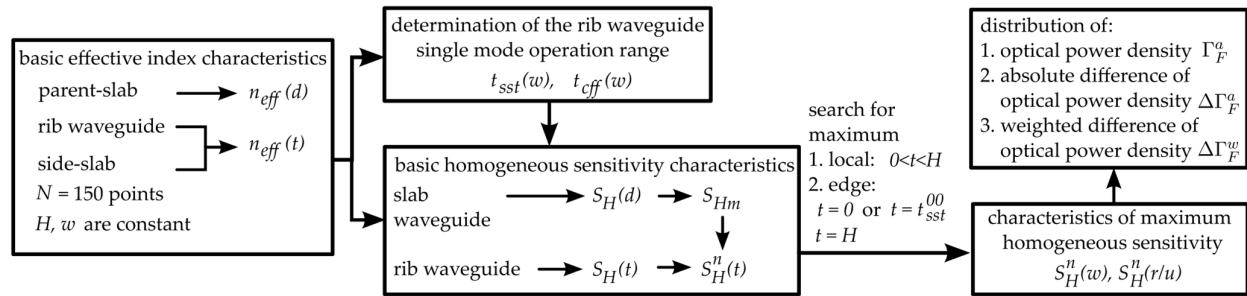 basic effective index characteristics
parent-slab n_eff(d)
rib waveguide
n_eff(t)
side-slab
N = 150 points
H, w are constant
determination of the rib waveguide
single mode operation range
t_sst(w), t_cff(w)
basic homogeneous sensitivity characteristics
slab S_H(d) S_Hm
waveguide
rib waveguide S_H(t) S_H^n(t)
search for
maximum
1. local: 0<t<H
2. edge:
t = 0 or t = t_sst^00
t = H
characteristics of maximum
homogeneous sensitivity
S_H^n(w), S_H^n(r/u)
distribution of:
1. optical power density Γ_F^a
2. absolute difference of
optical power density ΔΓ_F^a
3. weighted difference of
optical power density ΔΓ_F^w